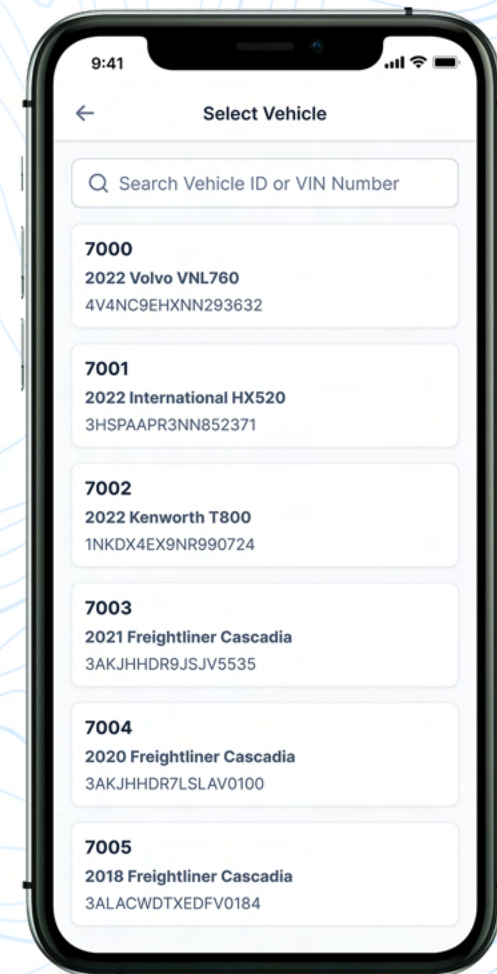 9:41
Select Vehicle
Search Vehicle ID or VIN Number
7000
2022 Volvo VNL760
4V4NC9EHXNN293632
7001
2022 International HX520
3HSPAAPR3NN852371
7002
2022 Kenworth T800
1NKDX4EX9NR990724
7003
2021 Freightliner Cascadia
3AKJHHDR9JSJV5535
7004
2020 Freightliner Cascadia
3AKJHHDR7LSLAV0100
7005
2018 Freightliner Cascadia
3ALACWDTXEDFV0184